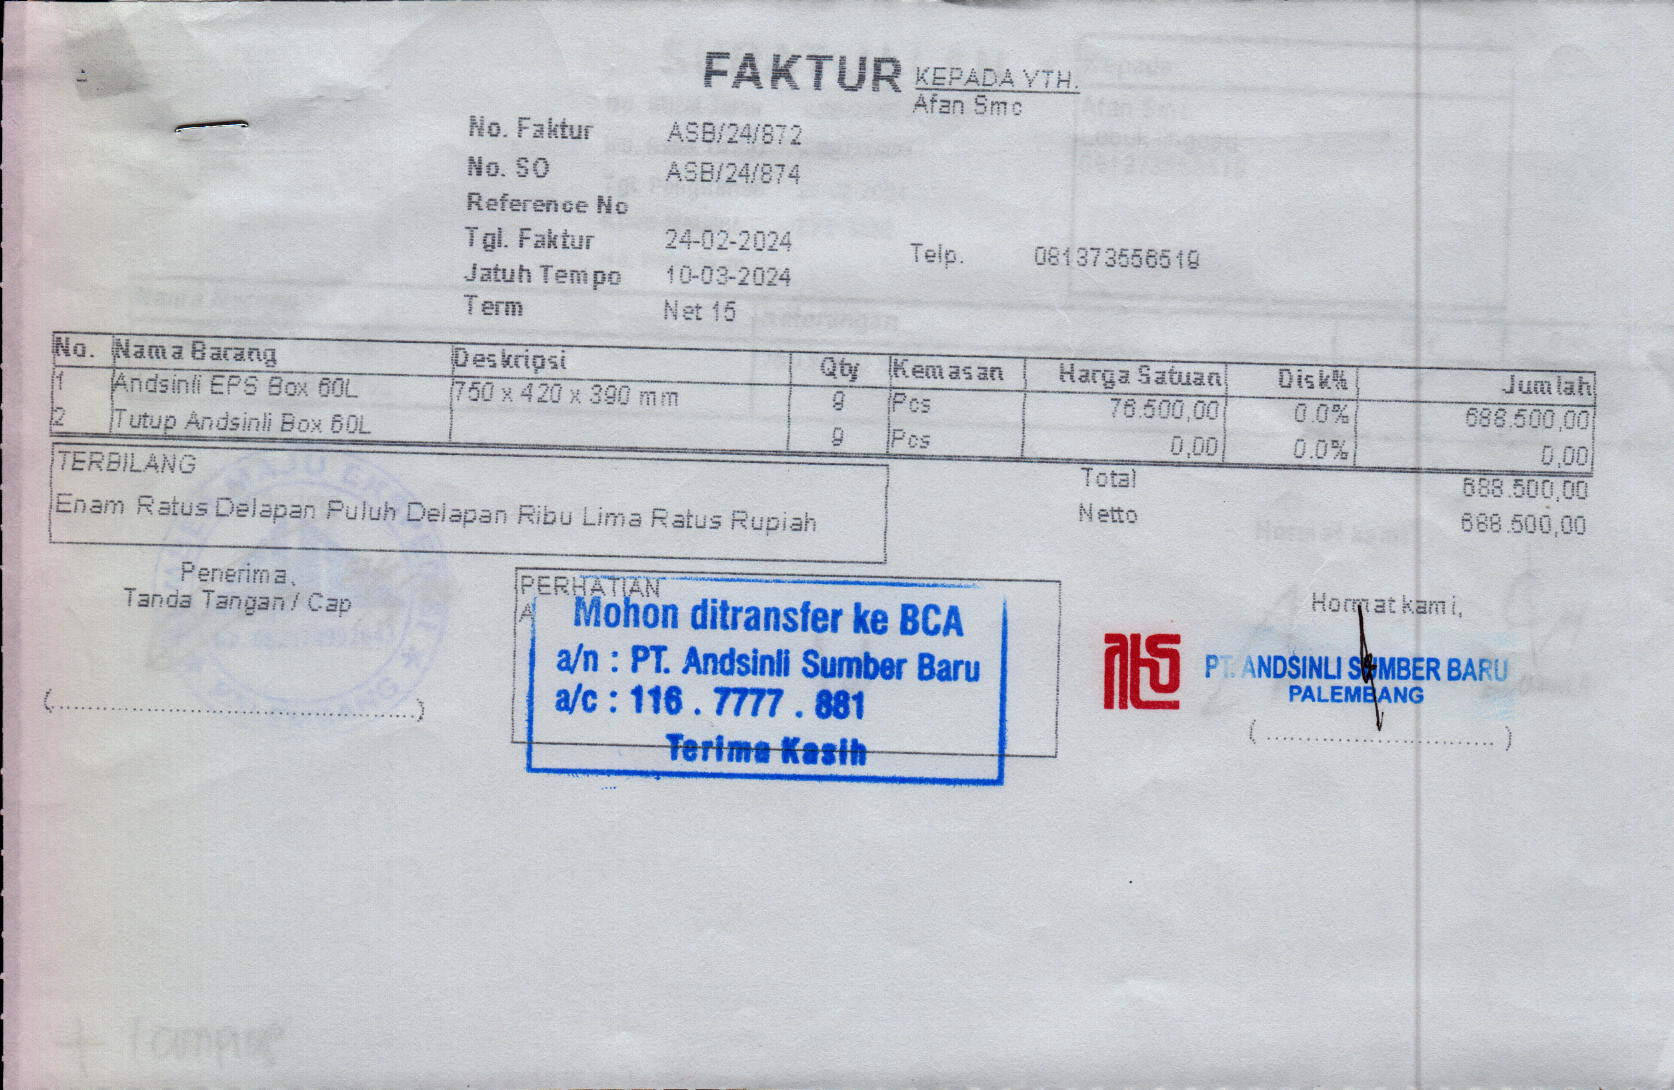 FAKTUR
KEPADA YTH.
Afan Smc
No. Faktur ASB/24/872
No. SO ASB/24/874
Reference No
Tgl. Faktur 24-02-2024
Telp. 081373556519
Jatuh Tempo 10-03-2024
Term Net 15
No. Nama Barang Deskripsi Qty Kemasan Harga Satuan Disk% Jumlah
1 Andsinli EPS Box 60L 750 x 420 x 390 mm 9 Pcs 76.500,00 0.0% 688.500,00
2 Tutup Andsinli Box 60L 9 Pcs 0,00 0.0% 0,00
TERBILANG
Enam Ratus Delapan Puluh Delapan Ribu Lima Ratus Rupiah
Total 688.500,00
Netto 688.500,00
Penerima,
Tanda Tangan / Cap
(..................................................)
PERHATIAN
Mohon ditransfer ke BCA
a/n : PT. Andsinli Sumber Baru
a/c : 116 . 7777 . 881
Terima Kasih
Hormat kami,
PT. ANDSINLI SUMBER BARU
PALEMBANG
(................................)